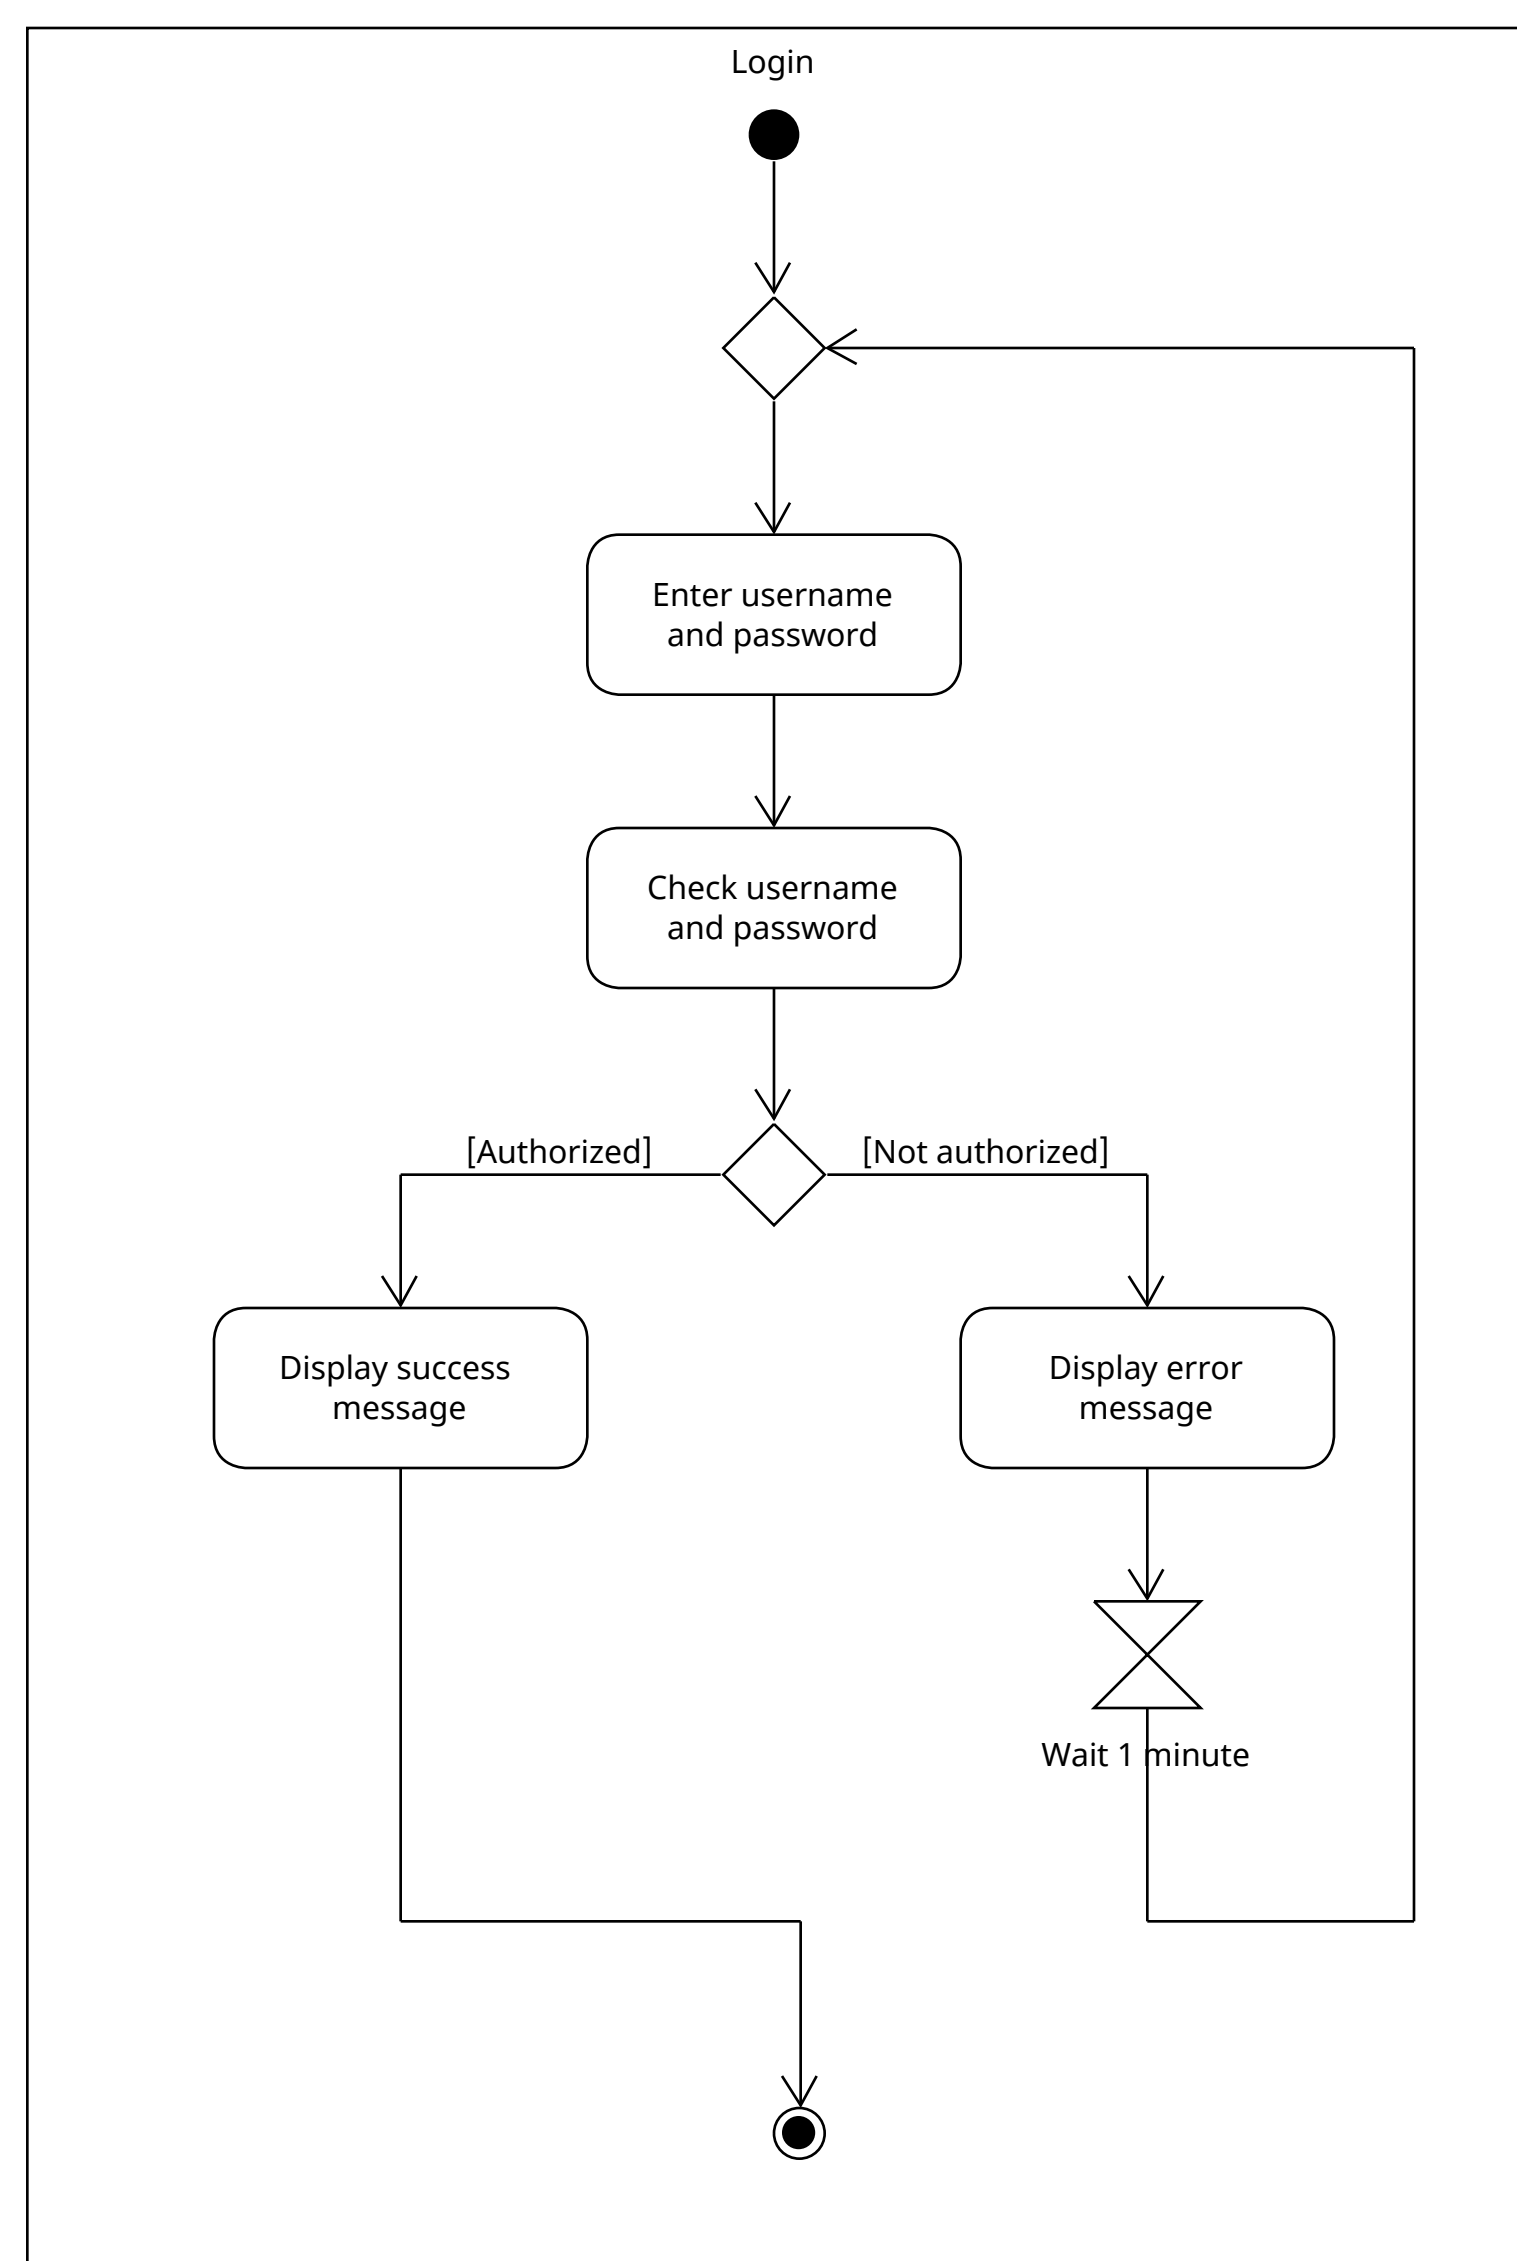 Login
Enter username
and password
Check username
and password
[Authorized]
[Not authorized]
Display success
message
Display error
message
Wait 1 minute